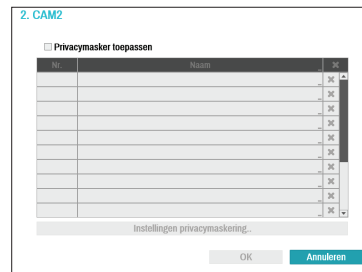 2. CAM2
Privacymasker toepassen
Nr. Naam
Instellingen privacymaskering...
OK Annuleren